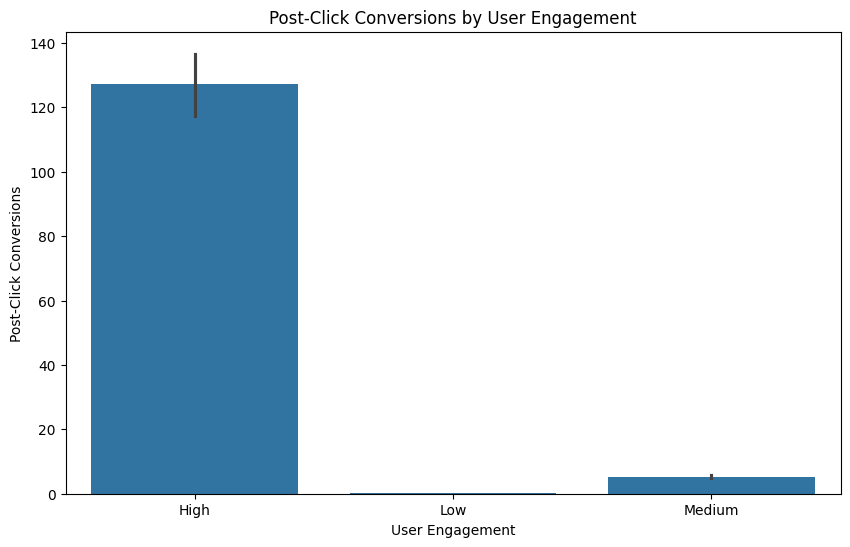 Post-Click Conversions by User Engagement
Post-Click Conversions
140
120
100
80
60
40
20
0
High
Low
Medium
User Engagement